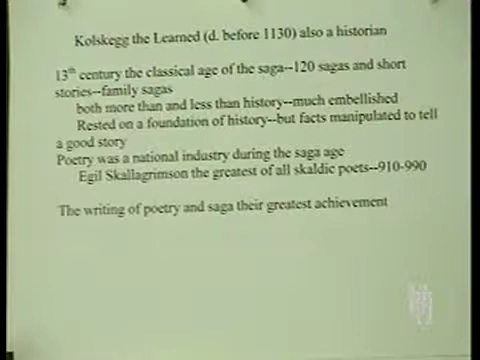 Kolskegg the Learned (d. before 1130) also a historian
13th century the classical age of the saga--120 sagas and short
stories--family sagas
both more than and less than history--much embellished
Rested on a foundation of history--but facts manipulated to tell
a good story
Poetry was a national industry during the saga age
Egil Skallagrimson the greatest of all skaldic poets--910-990
The writing of poetry and saga their greatest achievement